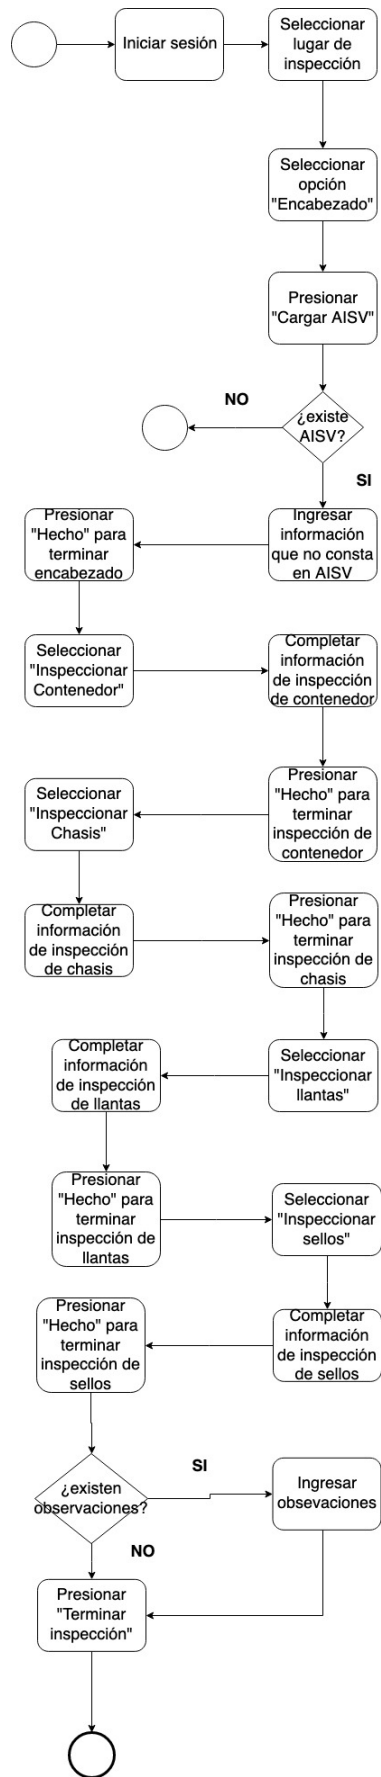 Iniciar sesión
Seleccionar
lugar de
inspección
Seleccionar
opción
"Encabezado"
Presionar
"Cargar AISV"
NO
¿existe
AISV?
SI
Ingresar
información
que no consta
en AISV
Presionar
"Hecho" para
terminar
encabezado
Seleccionar
"Inspeccionar
Contenedor"
Completar
información
de inspección
de contenedor
Presionar
"Hecho" para
terminar
inspección de
contenedor
Seleccionar
"Inspeccionar
Chasis"
Completar
información
de inspección
de chasis
Presionar
"Hecho" para
terminar
inspección de
chasis
Seleccionar
"Inspeccionar
llantas"
Completar
información
de inspección
de llantas
Presionar
"Hecho" para
terminar
inspección de
llantas
Seleccionar
"Inspeccionar
sellos"
Completar
información
de inspección
de sellos
Presionar
"Hecho" para
terminar
inspección de
sellos
¿existen
observaciones?
SI
Ingresar
obsevaciones
NO
Presionar
"Terminar
inspección"